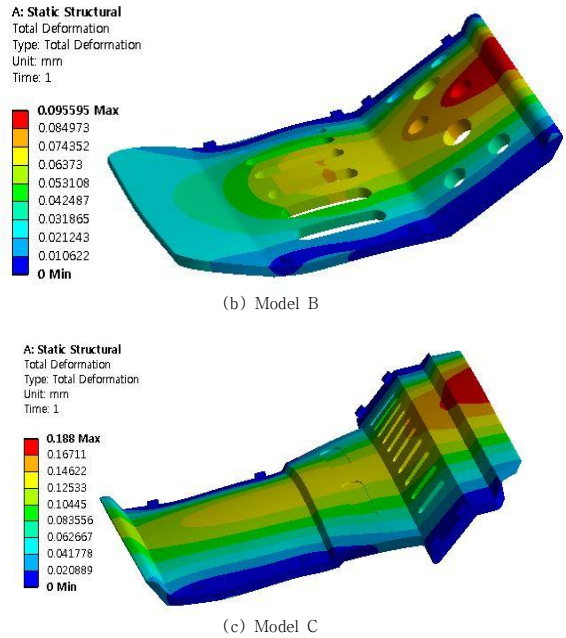 A: Static Structural
Total Deformation
Type: Total Deformation
Unit: mm
Time: 1
0.095595 Max
0.084973
0.074352
0.06373
0.053108
0.042487
0.031865
0.021243
0.010622
0 Min
(b) Model B
A: Static Structural
Total Deformation
Type: Total Deformation
Unit: mm
Time: 1
0.188 Max
0.16711
0.14622
0.12533
0.10445
0.083556
0.062667
0.041778
0.020889
0 Min
(c) Model C